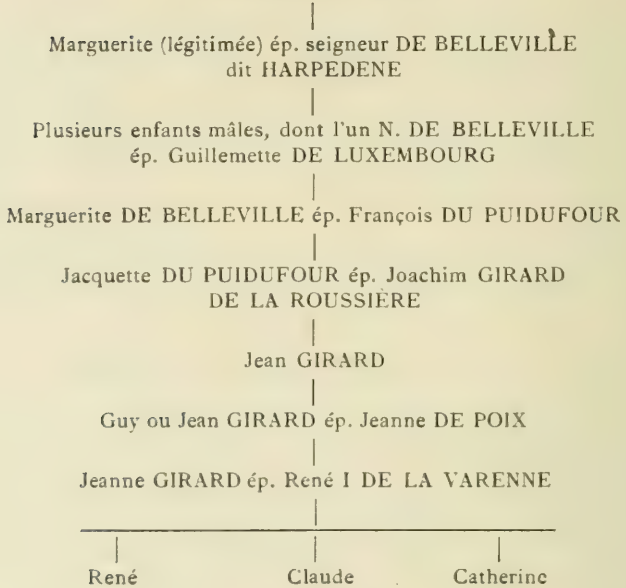 Marguerite (légitimée) ép. seigneur DE BELLEVILLE
dit HARPEDENE
Plusieurs enfants mâles, dont l'un N. DE BELLEVILLE
ép. Guillemette DE LUXEMBOURG
Marguerite DE BELLEVILLE ép. François DU PUIDUFOUR
Jacquette DU PUIDUFOUR ép. Joachim GIRARD
DE LA ROUSSIÈRE
Jean GIRARD
Guy ou Jean GIRARD ép. Jeanne DE POIX
Jeanne GIRARD ép. René I DE LA VARENNE
René Claude Catherine